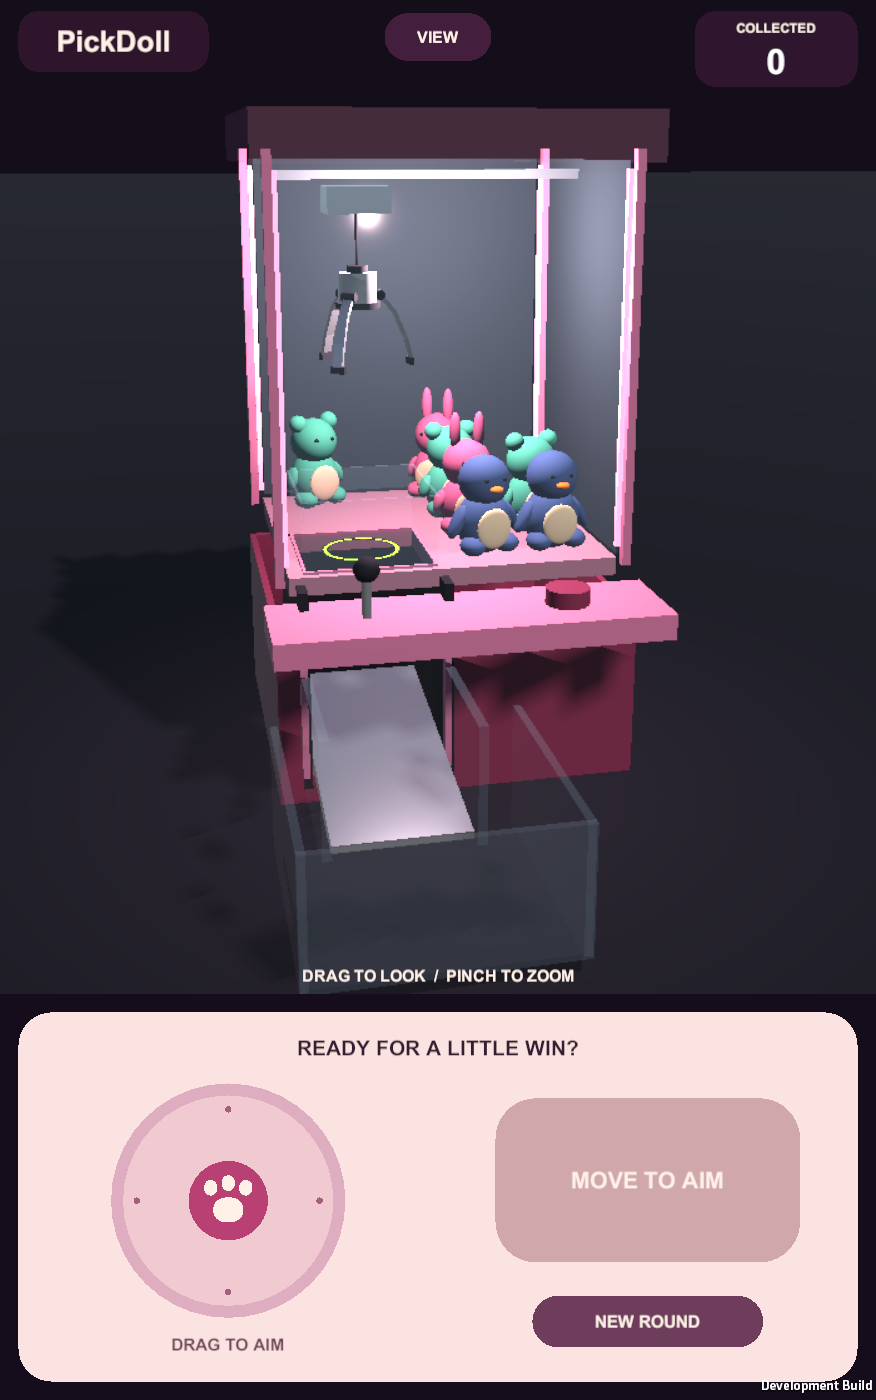 PickDoll
VIEW
COLLECTED
0
DRAG TO LOOK / PINCH TO ZOOM
READY FOR A LITTLE WIN?
MOVE TO AIM
NEW ROUND
DRAG TO AIM
Development Build